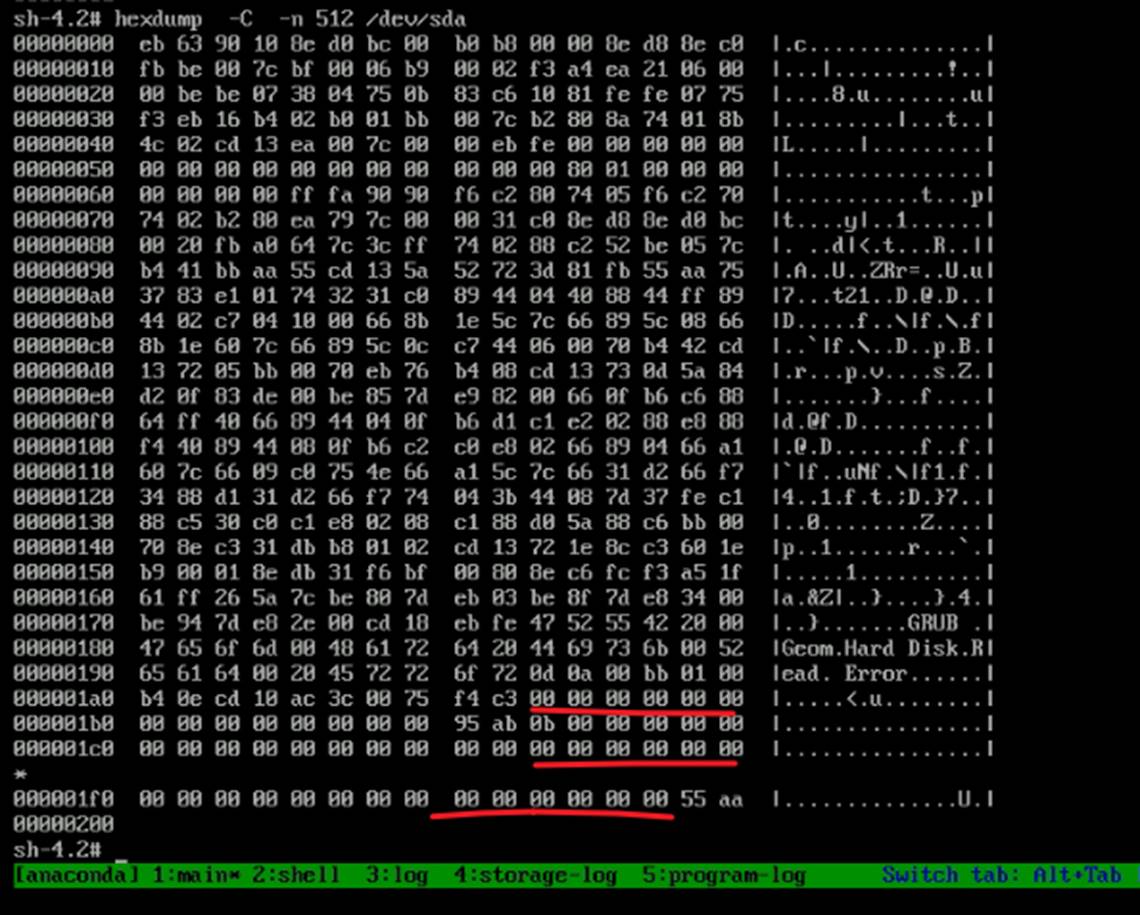 sh-4.2# hexdump -C -n 512 /dev/sda
00000000 eb 63 90 10 8e d0 bc 00 b0 b8 00 00 8e d8 8e c0 |.c..............|
00000010 fb be 00 7c bf 00 06 b9 00 02 f3 a4 ea 21 06 00 |...|.........!..|
00000020 00 be be 07 38 04 75 0b 83 c6 10 81 fe fe 07 75 |....8.u........u|
00000030 f3 eb 16 b4 02 b0 01 bb 00 7c b2 80 8a 74 01 8b |.........|...t..|
00000040 4c 02 cd 13 ea 00 7c 00 00 eb fe 00 00 00 00 00 |L.....|.........|
00000050 00 00 00 00 00 00 00 00 00 00 00 80 01 00 00 00 |................|
00000060 00 00 00 00 ff fa 90 90 f6 c2 80 74 05 f6 c2 70 |...........t...p|
00000070 74 02 b2 80 ea 79 7c 00 00 31 c0 8e d8 8e d0 bc |t....y|..1......|
00000080 00 20 fb a0 64 7c 3c ff 74 02 88 c2 52 be 05 7c |. ..d|<.t...R..||
00000090 b4 41 bb aa 55 cd 13 5a 52 72 3d 81 fb 55 aa 75 |.A..U..ZRr=..U.u|
000000a0 37 83 e1 01 74 32 31 c0 89 44 04 40 88 44 ff 89 |7...t21..D.@.D..|
000000b0 44 02 c7 04 10 00 66 8b 1e 5c 7c 66 89 5c 08 66 |D.....f..\|f.\.f|
000000c0 8b 1e 60 7c 66 89 5c 0c c7 44 06 00 70 b4 42 cd |..`|f.\..D..p.B.|
000000d0 13 72 05 bb 00 70 eb 76 b4 08 cd 13 73 0d 5a 84 |.r...p.v....s.Z.|
000000e0 d2 0f 83 de 00 be 85 7d e9 82 00 66 0f b6 c6 88 |.......}...f....|
000000f0 64 ff 40 66 89 44 04 0f b6 d1 c1 e2 02 88 e8 88 |d.@f.D..........|
00000100 f4 40 89 44 08 0f b6 c2 c0 e8 02 66 89 04 66 a1 |.@.D.......f..f.|
00000110 60 7c 66 09 c0 75 4e 66 a1 5c 7c 66 31 d2 66 f7 |`|f..uNf.\|f1.f.|
00000120 34 88 d1 31 d2 66 f7 74 04 3b 44 08 7d 37 fe c1 |4..1.f.t.;D.}7..|
00000130 88 c5 30 c0 c1 e8 02 08 c1 88 d0 5a 88 c6 bb 00 |..0........Z....|
00000140 70 8e c3 31 db b8 01 02 cd 13 72 1e 8c c3 60 1e |p..1......r...`.|
00000150 b9 00 01 8e db 31 f6 bf 00 80 8e c6 fc f3 a5 1f |.....1..........|
00000160 61 ff 26 5a 7c be 80 7d eb 03 be 8f 7d e8 34 00 |a.&Z|..}....}.4.|
00000170 be 94 7d e8 2e 00 cd 18 eb fe 47 52 55 42 20 00 |..}.......GRUB .|
00000180 47 65 6f 6d 00 48 61 72 64 20 44 69 73 6b 00 52 |Geom.Hard Disk.R|
00000190 65 61 64 00 20 45 72 72 6f 72 0d 0a 00 bb 01 00 |ead. Error......|
000001a0 b4 0e cd 10 ac 3c 00 75 f4 c3 00 00 00 00 00 00 |.....<.u........|
000001b0 00 00 00 00 00 00 00 00 95 ab 0b 00 00 00 00 00 |................|
000001c0 00 00 00 00 00 00 00 00 00 00 00 00 00 00 00 00 |................|
*
000001f0 00 00 00 00 00 00 00 00 00 00 00 00 00 00 55 aa |..............U.|
00000200
sh-4.2# _
[anaconda] 1:main* 2:shell 3:log 4:storage-log 5:program-log Switch tab: Alt+Tab